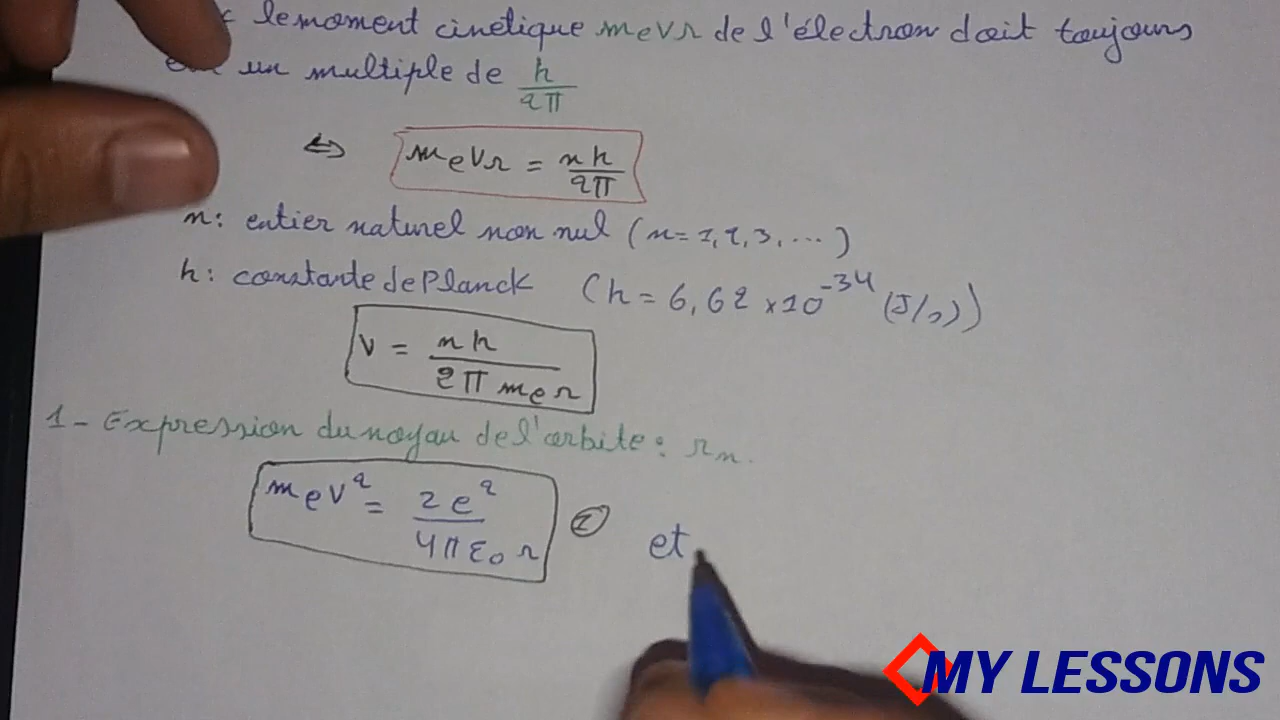 le moment cinétique mevr de l'électron doit toujours
un multiple de h/2π
⇔ mevr = nh/2π
n: entier naturel non nul (n=1,2,3,...)
h: constante de Planck (h = 6,62 x10^-34 (J/s))
v = nh/2π me r
1- Expression du noyau de l'orbite: rn.
mev² = Ze²/4πε0 r ① et
MY LESSONS